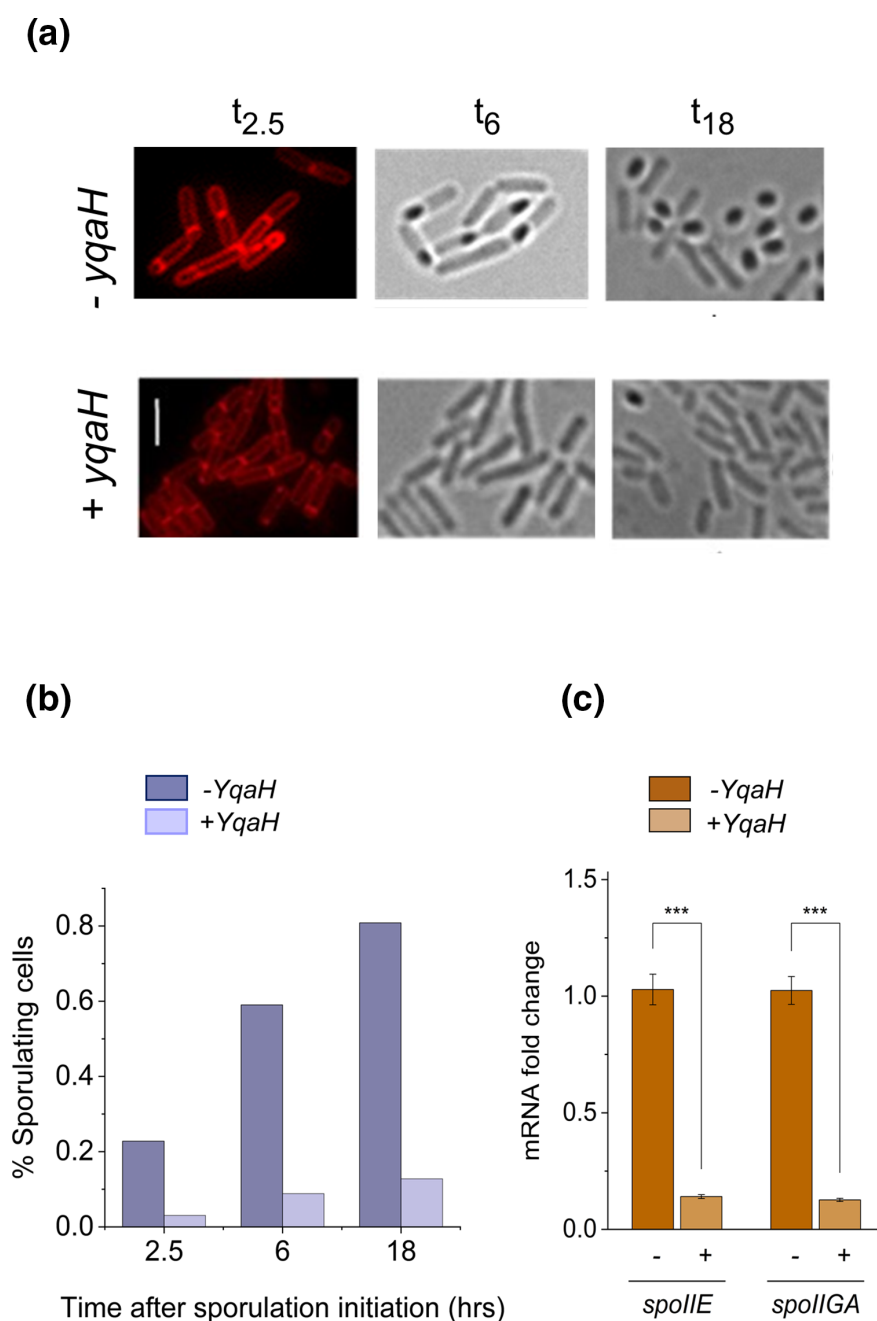 (a)
t2.5 t6 t18
- yqaH
+ yqaH
(b)
-YqaH
+YqaH
% Sporulating cells
0.8
0.6
0.4
0.2
0.0
2.5 6 18
Time after sporulation initiation (hrs)
(c)
-YqaH
+YqaH
mRNA fold change
1.5
1.0
0.5
0.0
*** ***
- + - +
spoIIE spoIIGA